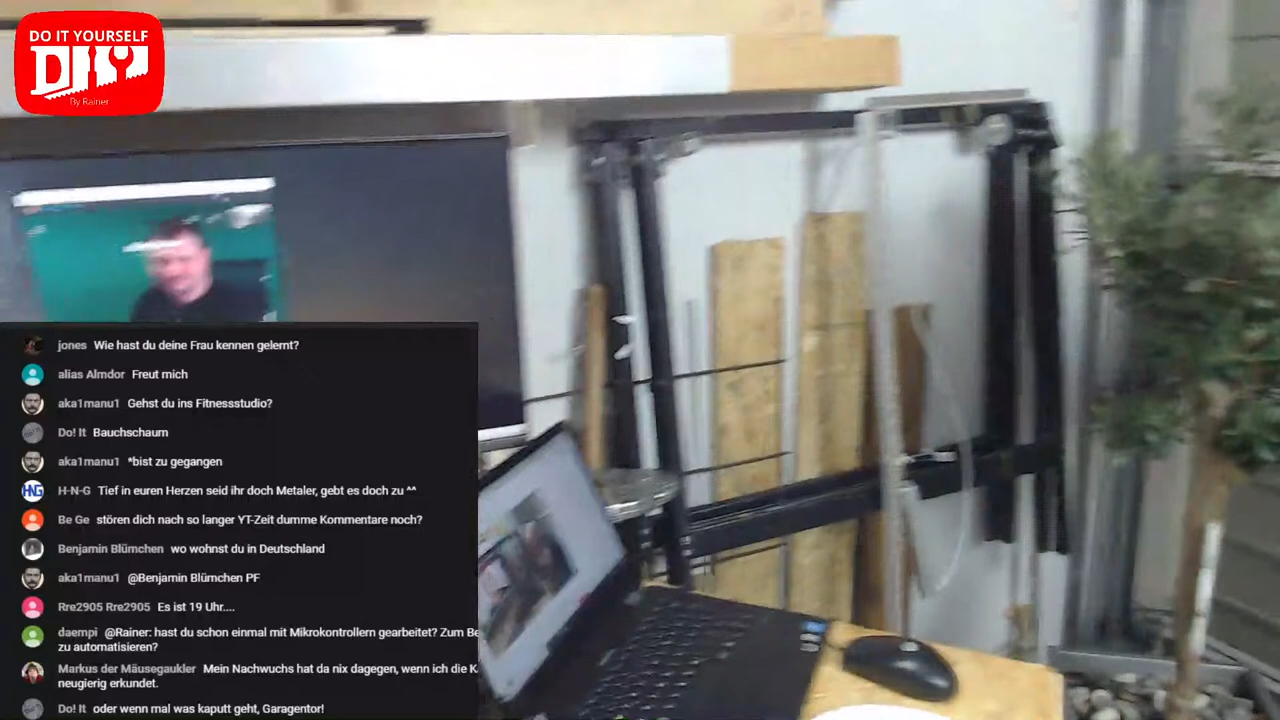 DO IT YOURSELF
DIY
By Rainer
jones Wie hast du deine Frau kennen gelernt?
alias Almdor Freut mich
aka1manu1 Gehst du ins Fitnessstudio?
Do! It Bauchschaum
aka1manu1 *bist zu gegangen
HNG H-N-G Tief in euren Herzen seid ihr doch Metaler, gebt es doch zu ^^
Be Ge stören dich nach so langer YT-Zeit dumme Kommentare noch?
Benjamin Blümchen wo wohnst du in Deutschland
aka1manu1 @Benjamin Blümchen PF
Rre2905 Rre2905 Es ist 19 Uhr....
daempi @Rainer: hast du schon einmal mit Mikrokontrollern gearbeitet? Zum Be
zu automatisieren?
Markus der Mäusegaukler Mein Nachwuchs hat da nix dagegen, wenn ich die K
neugierig erkundet.
Do! It oder wenn mal was kaputt geht, Garagentor!